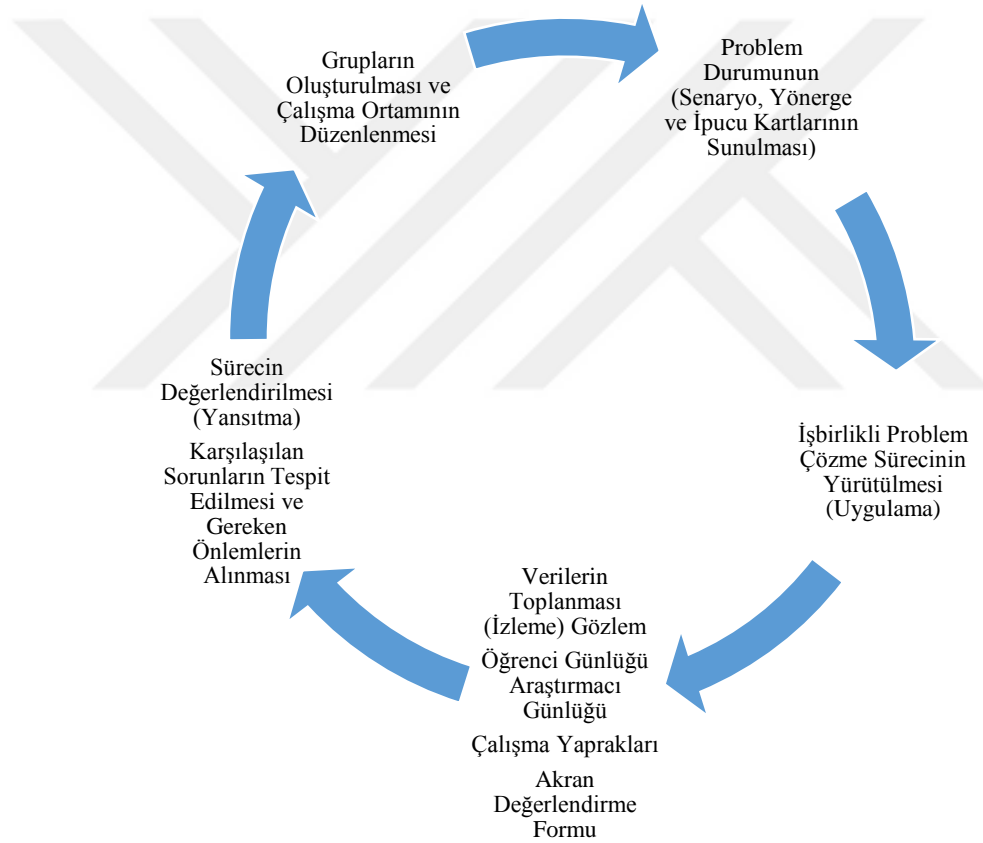 Grupların
Oluşturulması ve
Çalışma Ortamının
Düzenlenmesi
Problem
Durumunun
(Senaryo, Yönerge
ve İpucu Kartlarının
Sunulması)
İşbirlikli Problem
Çözme Sürecinin
Yürütülmesi
(Uygulama)
Verilerin
Toplanması
(İzleme) Gözlem
Öğrenci Günlüğü
Araştırmacı
Günlüğü
Çalışma Yaprakları
Akran
Değerlendirme
Formu
Sürecin
Değerlendirilmesi
(Yansıtma)
Karşılaşılan
Sorunların Tespit
Edilmesi ve
Gereken
Önlemlerin
Alınması